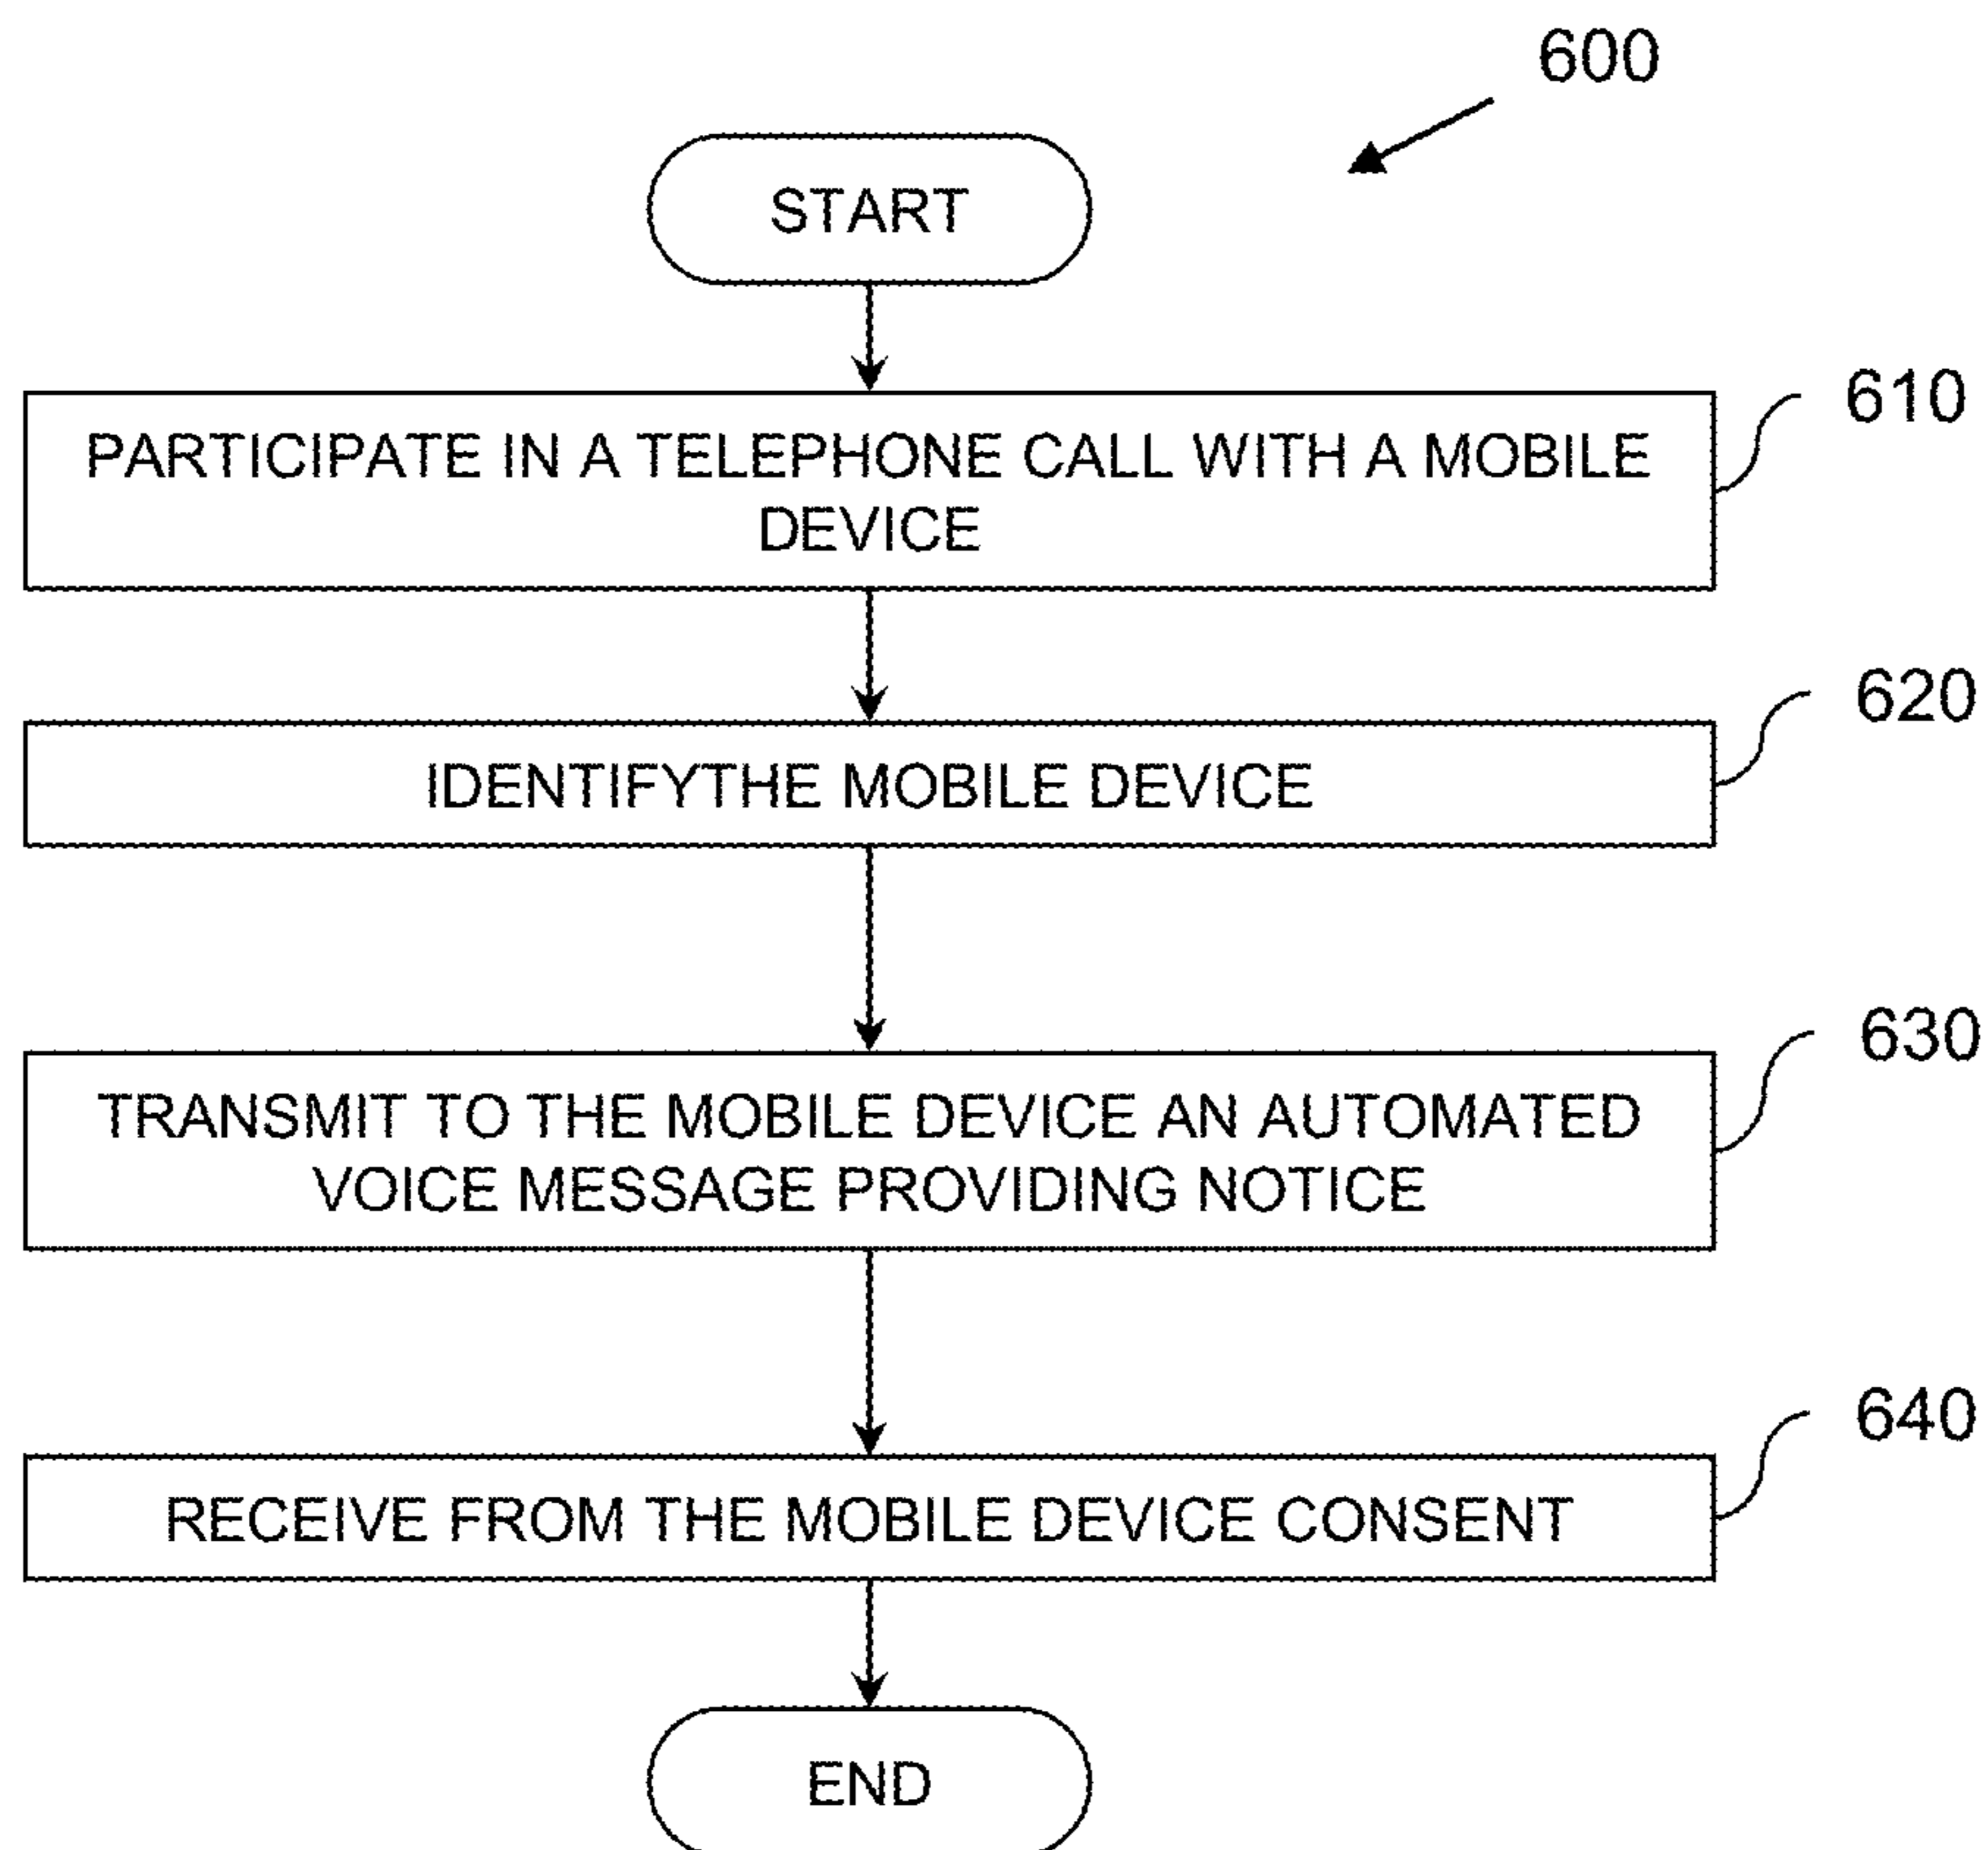 600
START
610
PARTICIPATE IN A TELEPHONE CALL WITH A MOBILE
DEVICE
620
IDENTIFYTHE MOBILE DEVICE
630
TRANSMIT TO THE MOBILE DEVICE AN AUTOMATED
VOICE MESSAGE PROVIDING NOTICE
640
RECEIVE FROM THE MOBILE DEVICE CONSENT
END